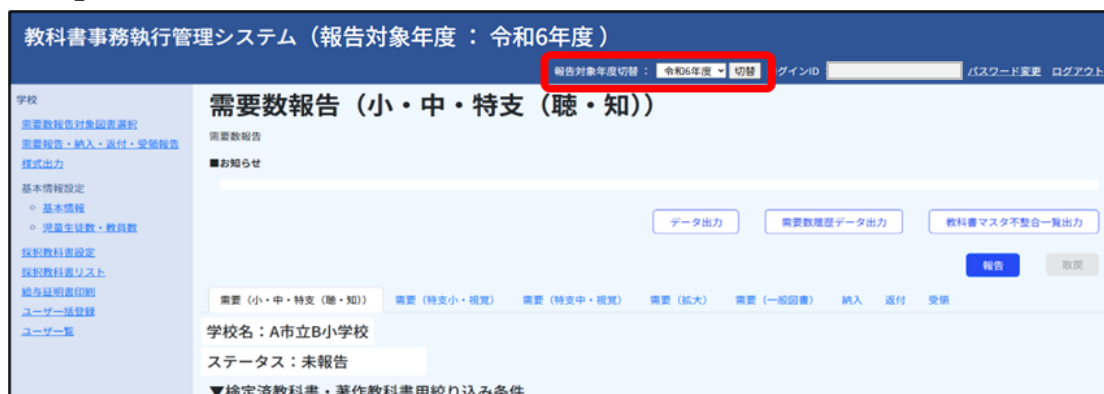 教科書事務執行管理システム（報告対象年度 ： 令和6年度 ）
報告対象年度切替 ： 令和6年度 切替 ログインID パスワード変更 ログアウト
学校
需要数報告対象図書選択
需要報告・納入・返付・受領報告
様式出力
基本情報設定
基本情報
児童生徒数・教員数
採択教科書設定
採択教科書リスト
給与証明書印刷
ユーザー一括登録
ユーザー一覧
需要数報告（小・中・特支（聴・知））
需要数報告
■お知らせ
データ出力 需要数履歴データ出力 教科書マスタ不整合一覧出力
報告 取戻
需要（小・中・特支（聴・知）） 需要（特支小・視覚） 需要（特支中・視覚） 需要（拡大） 需要（一般図書） 納入 返付 受領
学校名：A市立B小学校
ステータス：未報告
▼検定済教科書・著作教科書用絞り込み条件